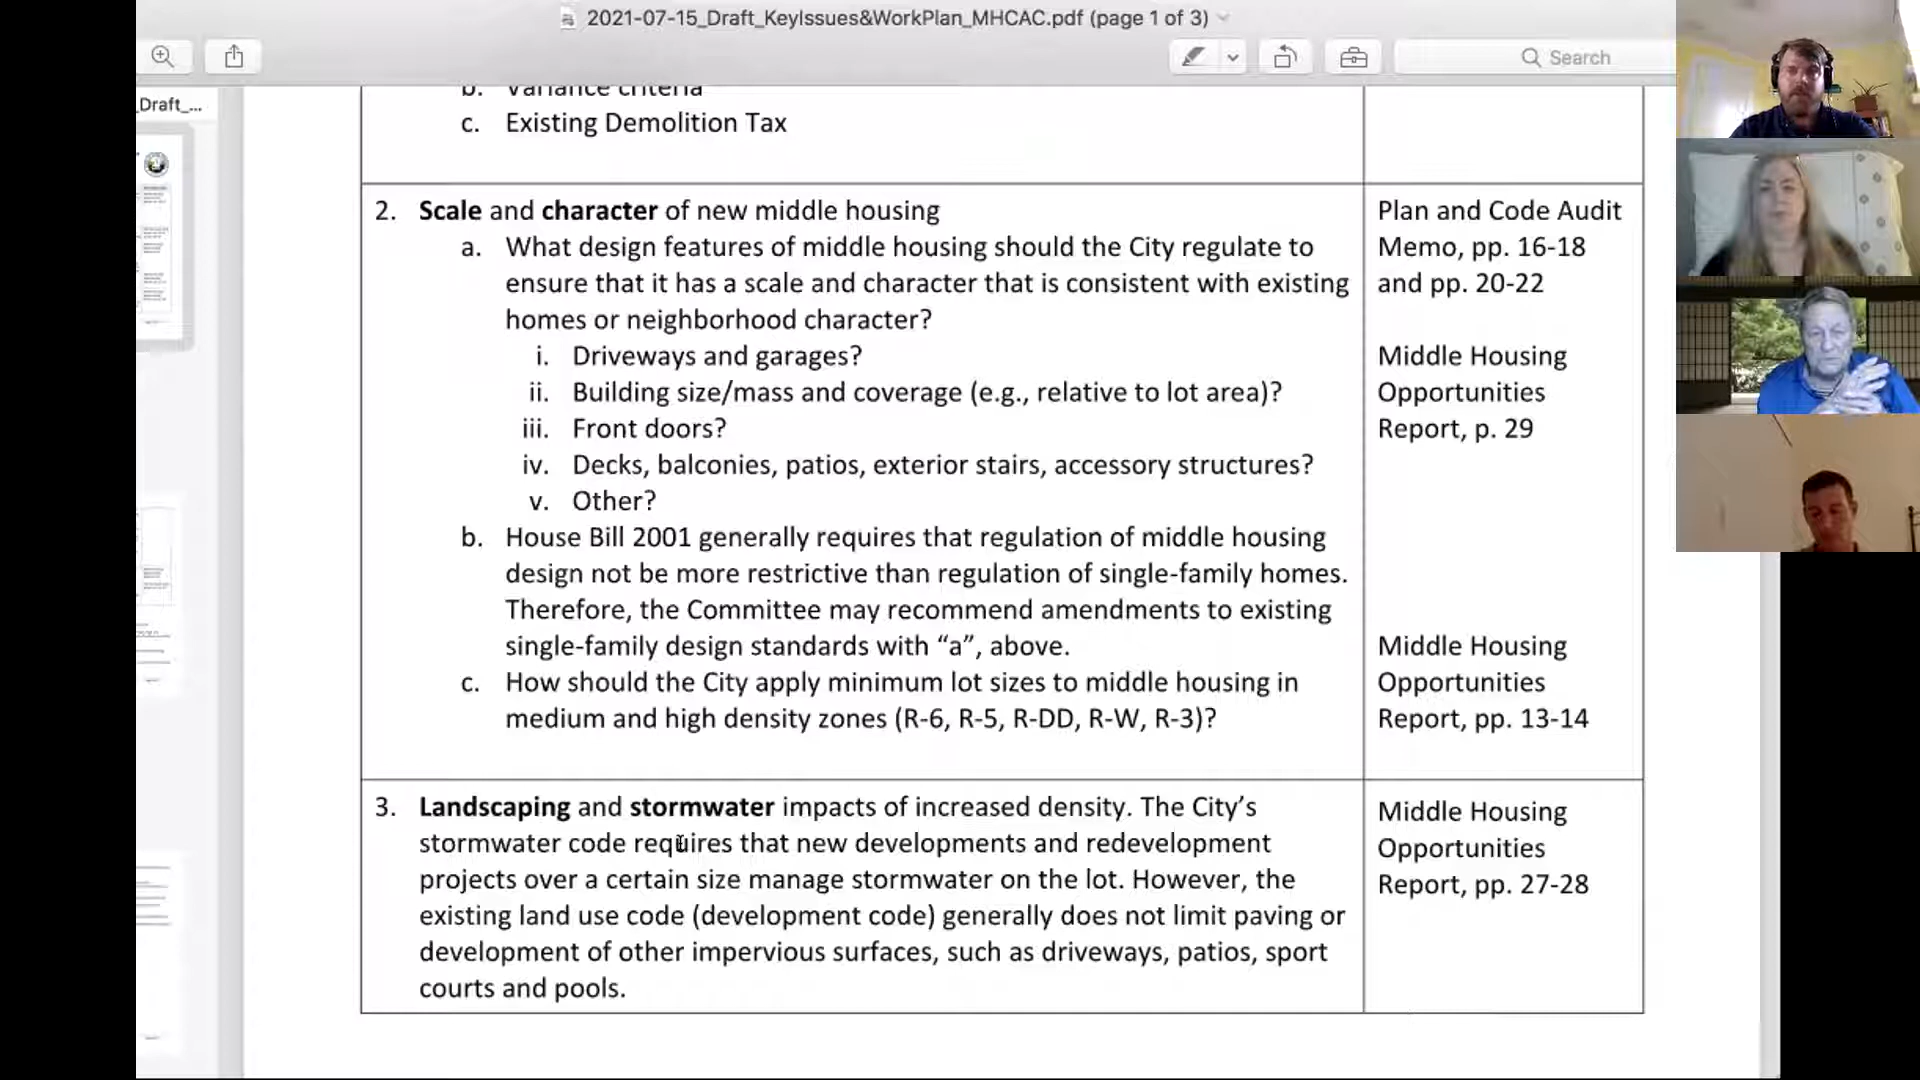 2021-07-15_Draft_KeyIssues&WorkPlan_MHCAC.pdf (page 1 of 3)
Search
_Draft_...
b. Variance criteria
c. Existing Demolition Tax
2. Scale and character of new middle housing
a. What design features of middle housing should the City regulate to
ensure that it has a scale and character that is consistent with existing
homes or neighborhood character?
i. Driveways and garages?
ii. Building size/mass and coverage (e.g., relative to lot area)?
iii. Front doors?
iv. Decks, balconies, patios, exterior stairs, accessory structures?
v. Other?
b. House Bill 2001 generally requires that regulation of middle housing
design not be more restrictive than regulation of single-family homes.
Therefore, the Committee may recommend amendments to existing
single-family design standards with “a”, above.
c. How should the City apply minimum lot sizes to middle housing in
medium and high density zones (R-6, R-5, R-DD, R-W, R-3)?
Plan and Code Audit
Memo, pp. 16-18
and pp. 20-22
Middle Housing
Opportunities
Report, p. 29
Middle Housing
Opportunities
Report, pp. 13-14
3. Landscaping and stormwater impacts of increased density. The City’s
stormwater code requires that new developments and redevelopment
projects over a certain size manage stormwater on the lot. However, the
existing land use code (development code) generally does not limit paving or
development of other impervious surfaces, such as driveways, patios, sport
courts and pools.
Middle Housing
Opportunities
Report, pp. 27-28